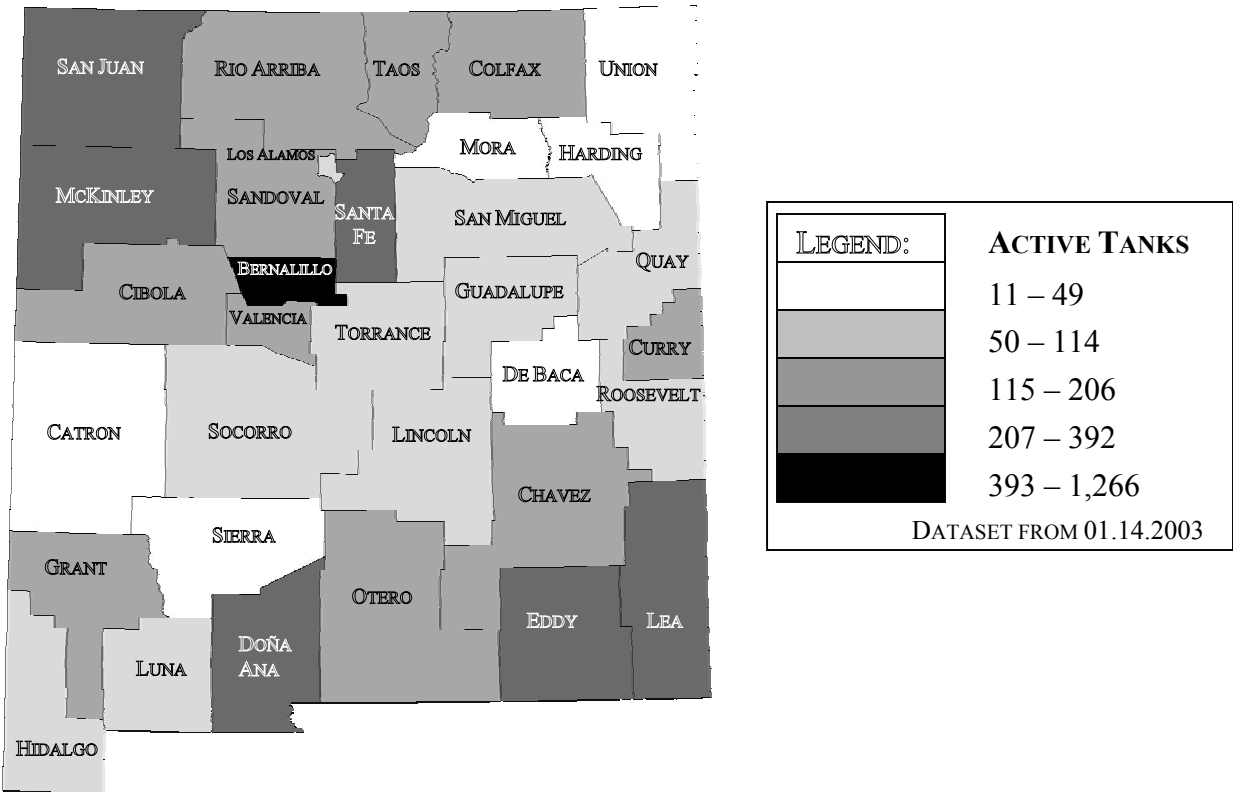 SAN JUAN
RIO ARRIBA
TAOS
COLFAX
UNION
MORA
HARDING
LOS ALAMOS
MCKINLEY
SANDOVAL
SANTA
FE
SAN MIGUEL
QUAY
BERNALILLO
CIBOLA
GUADALUPE
VALENCIA
TORRANCE
CURRY
DE BACA
ROOSEVELT
CATRON
SOCORRO
LINCOLN
CHAVEZ
SIERRA
GRANT
OTERO
EDDY
LEA
DOÑA
ANA
LUNA
HIDALGO
LEGEND:
ACTIVE TANKS
11 – 49
50 – 114
115 – 206
207 – 392
393 – 1,266
DATASET FROM 01.14.2003